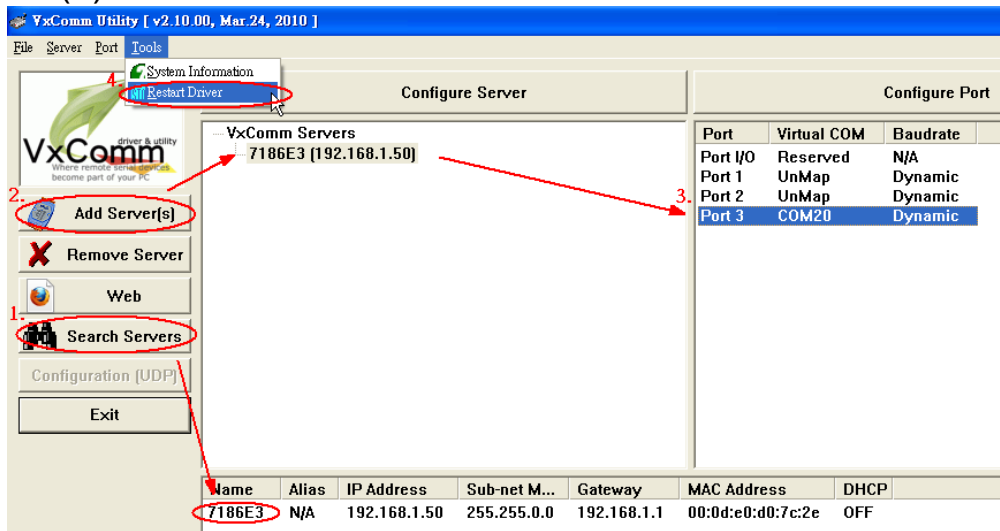 VxComm Utility [ v2.10.00, Mar.24, 2010 ]
File Server Port Tools
System Information
4.
Restart Driver
Configure Server
Configure Port
driver & utility
VxComm
Where remote serial devices
become part of your PC
VxComm Servers
7186E3 (192.168.1.50)
Port Virtual COM Baudrate
Port I/O Reserved N/A
Port 1 UnMap Dynamic
Port 2 UnMap Dynamic
3.
Port 3 COM20 Dynamic
2.
Add Server(s)
Remove Server
Web
1.
Search Servers
Configuration (UDP)
Exit
Name Alias IP Address Sub-net M... Gateway MAC Address DHCP
7186E3 N/A 192.168.1.50 255.255.0.0 192.168.1.1 00:0d:e0:d0:7c:2e OFF